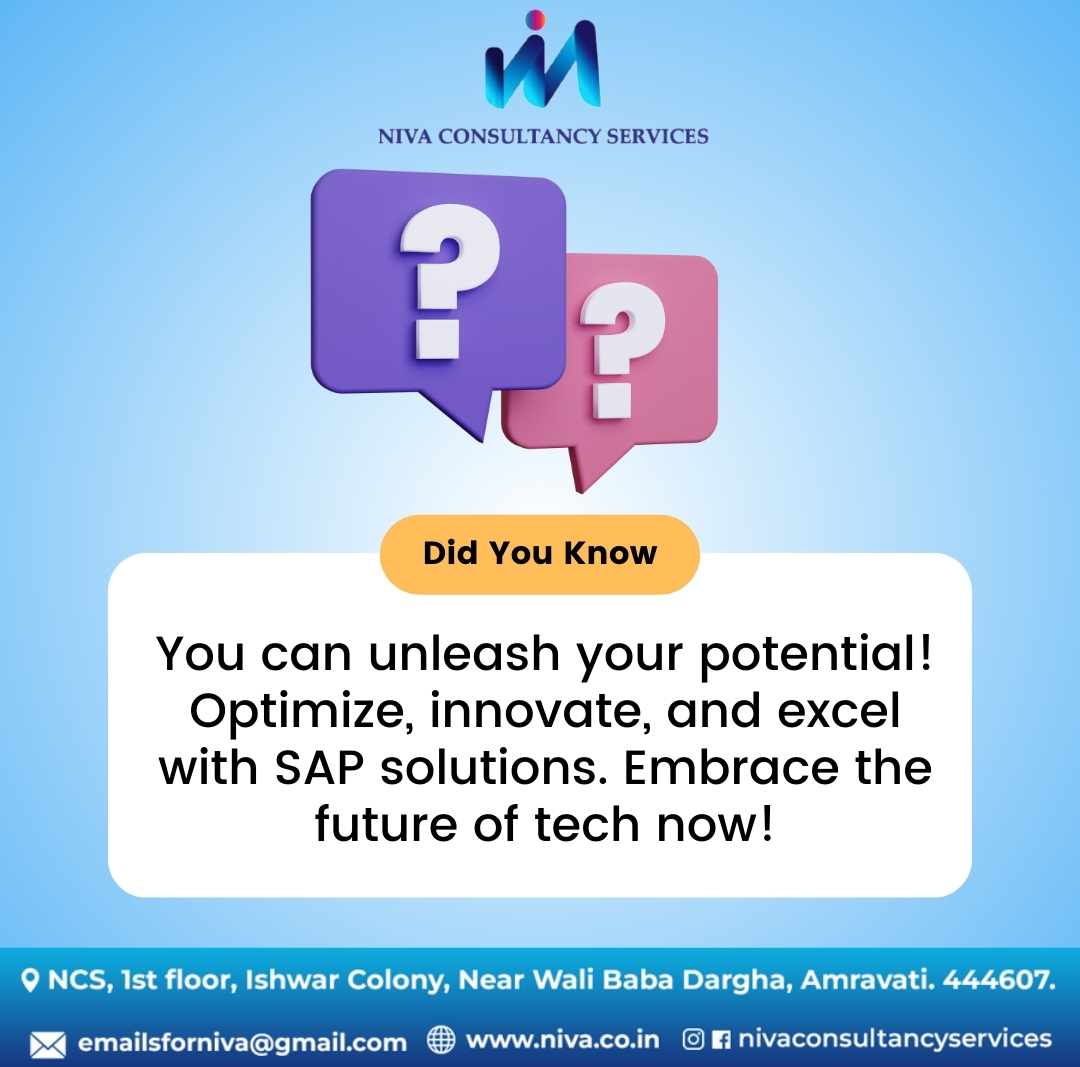 NIVA CONSULTANCY SERVICES
?
?
Did You Know
You can unleash your potential!
Optimize, innovate, and excel
with SAP solutions. Embrace the
future of tech now!
NCS, 1st floor, Ishwar Colony, Near Wali Baba Dargha, Amravati. 444607.
emailsforniva@gmail.com www.niva.co.in nivaconsultancyservices